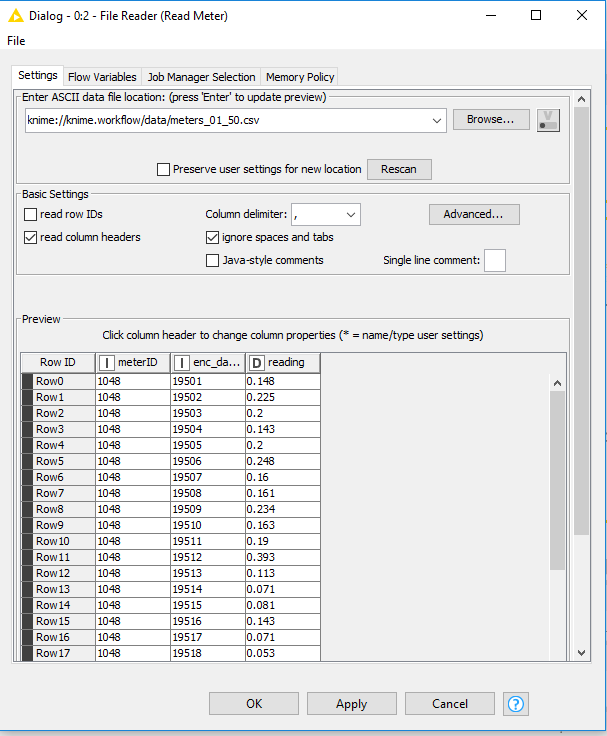 Dialog - 0:2 - File Reader (Read Meter)
File
Settings Flow Variables Job Manager Selection Memory Policy
Enter ASCII data file location: (press 'Enter' to update preview)
knime://knime.workflow/data/meters_01_50.csv Browse... V
Preserve user settings for new location Rescan
Basic Settings
read row IDs Column delimiter: , Advanced...
read column headers ignore spaces and tabs
Java-style comments Single line comment:
Preview
Click column header to change column properties (* = name/type user settings)
Row ID I meterID I enc_da... D reading
Row0 1048 19501 0.148
Row1 1048 19502 0.225
Row2 1048 19503 0.2
Row3 1048 19504 0.143
Row4 1048 19505 0.2
Row5 1048 19506 0.248
Row6 1048 19507 0.16
Row7 1048 19508 0.161
Row8 1048 19509 0.234
Row9 1048 19510 0.163
Row10 1048 19511 0.19
Row11 1048 19512 0.393
Row12 1048 19513 0.113
Row13 1048 19514 0.071
Row14 1048 19515 0.081
Row15 1048 19516 0.143
Row16 1048 19517 0.071
Row17 1048 19518 0.053
OK Apply Cancel ?